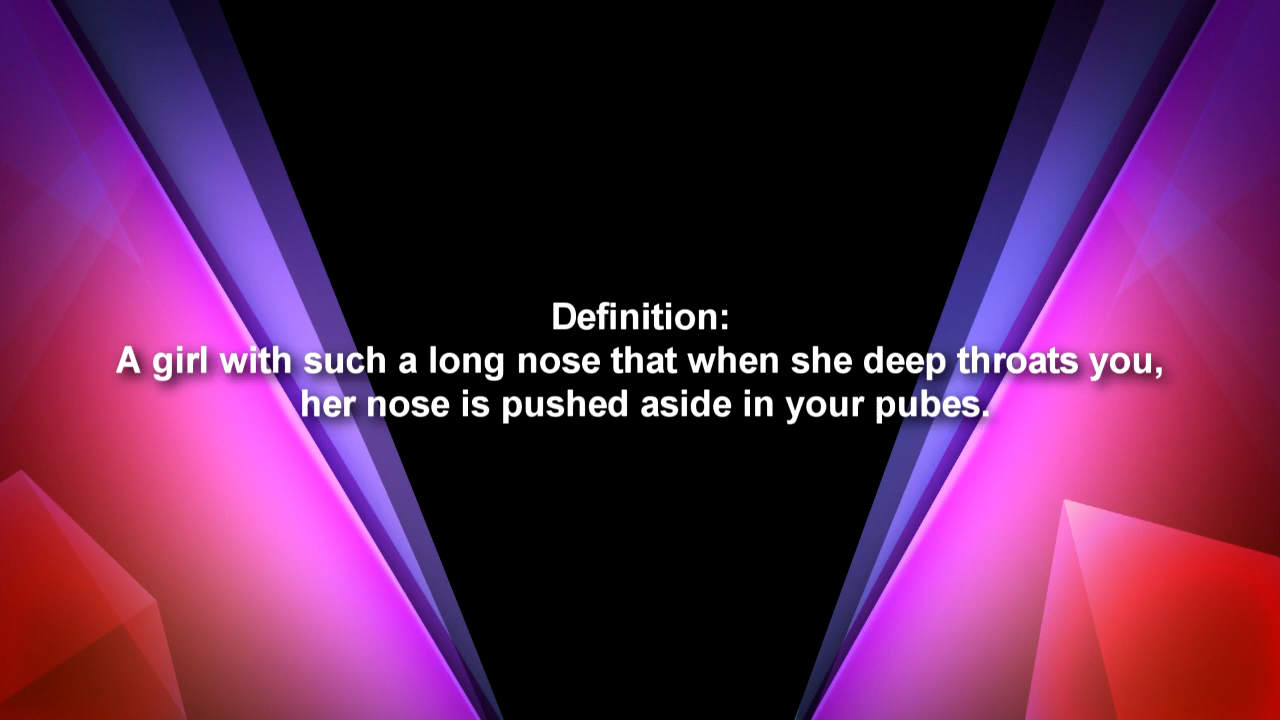 Definition:
A girl with such a long nose that when she deep throats you,
her nose is pushed aside in your pubes.